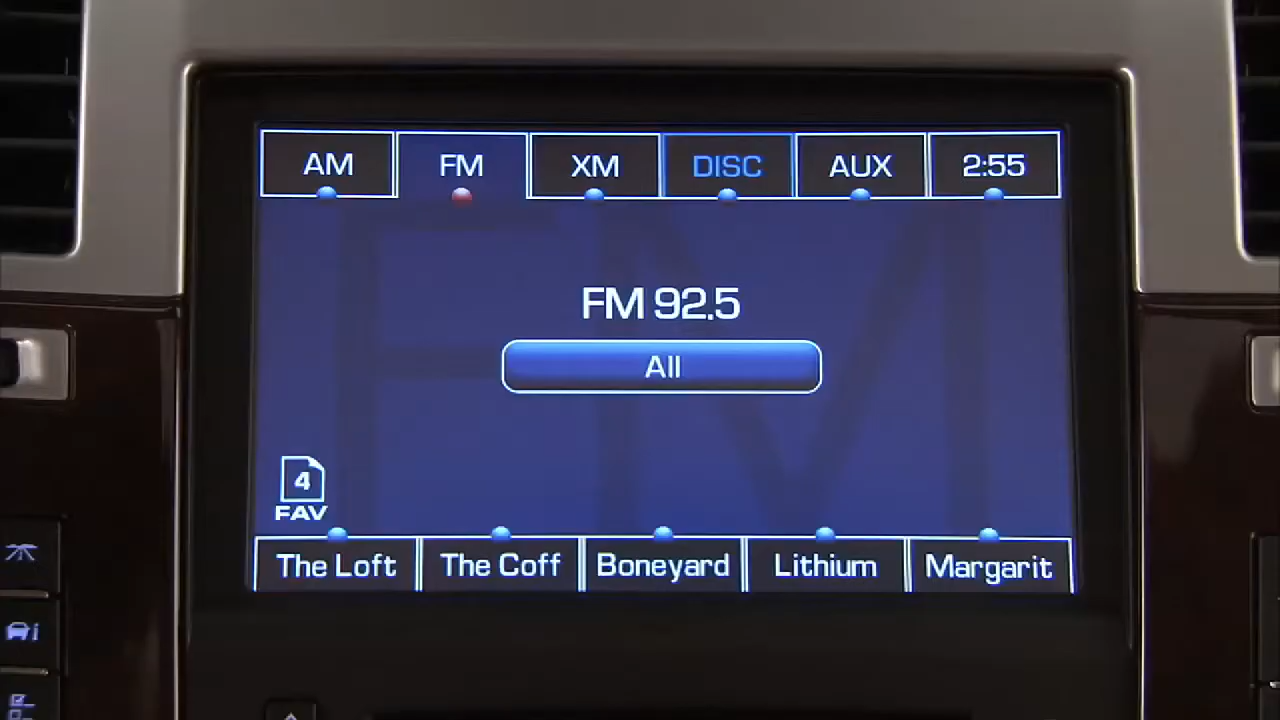 AM FM XM DISC AUX 2:55
FM 92.5
All
4
FAV
The Loft The Coff Boneyard Lithium Margarit
i